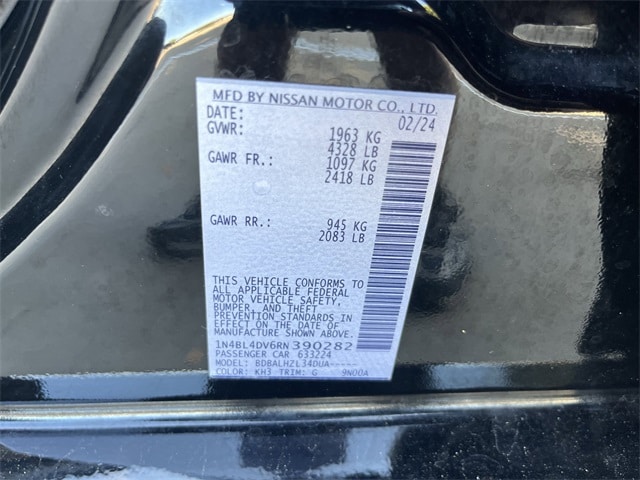 MFD BY NISSAN MOTOR CO., LTD.
DATE: 02/24
GVWR: 1963 KG
4328 LB
GAWR FR.: 1097 KG
2418 LB
GAWR RR.: 945 KG
2083 LB
THIS VEHICLE CONFORMS TO
ALL APPLICABLE FEDERAL
MOTOR VEHICLE SAFETY,
BUMPER, AND THEFT
PREVENTION STANDARDS IN
EFFECT ON THE DATE OF
MANUFACTURE SHOWN ABOVE.
1N4BL4DV6RN390282
PASSENGER CAR 633224
MODEL: BDBALHZL34DUA-----
COLOR: KH3 TRIM: G 9N00A